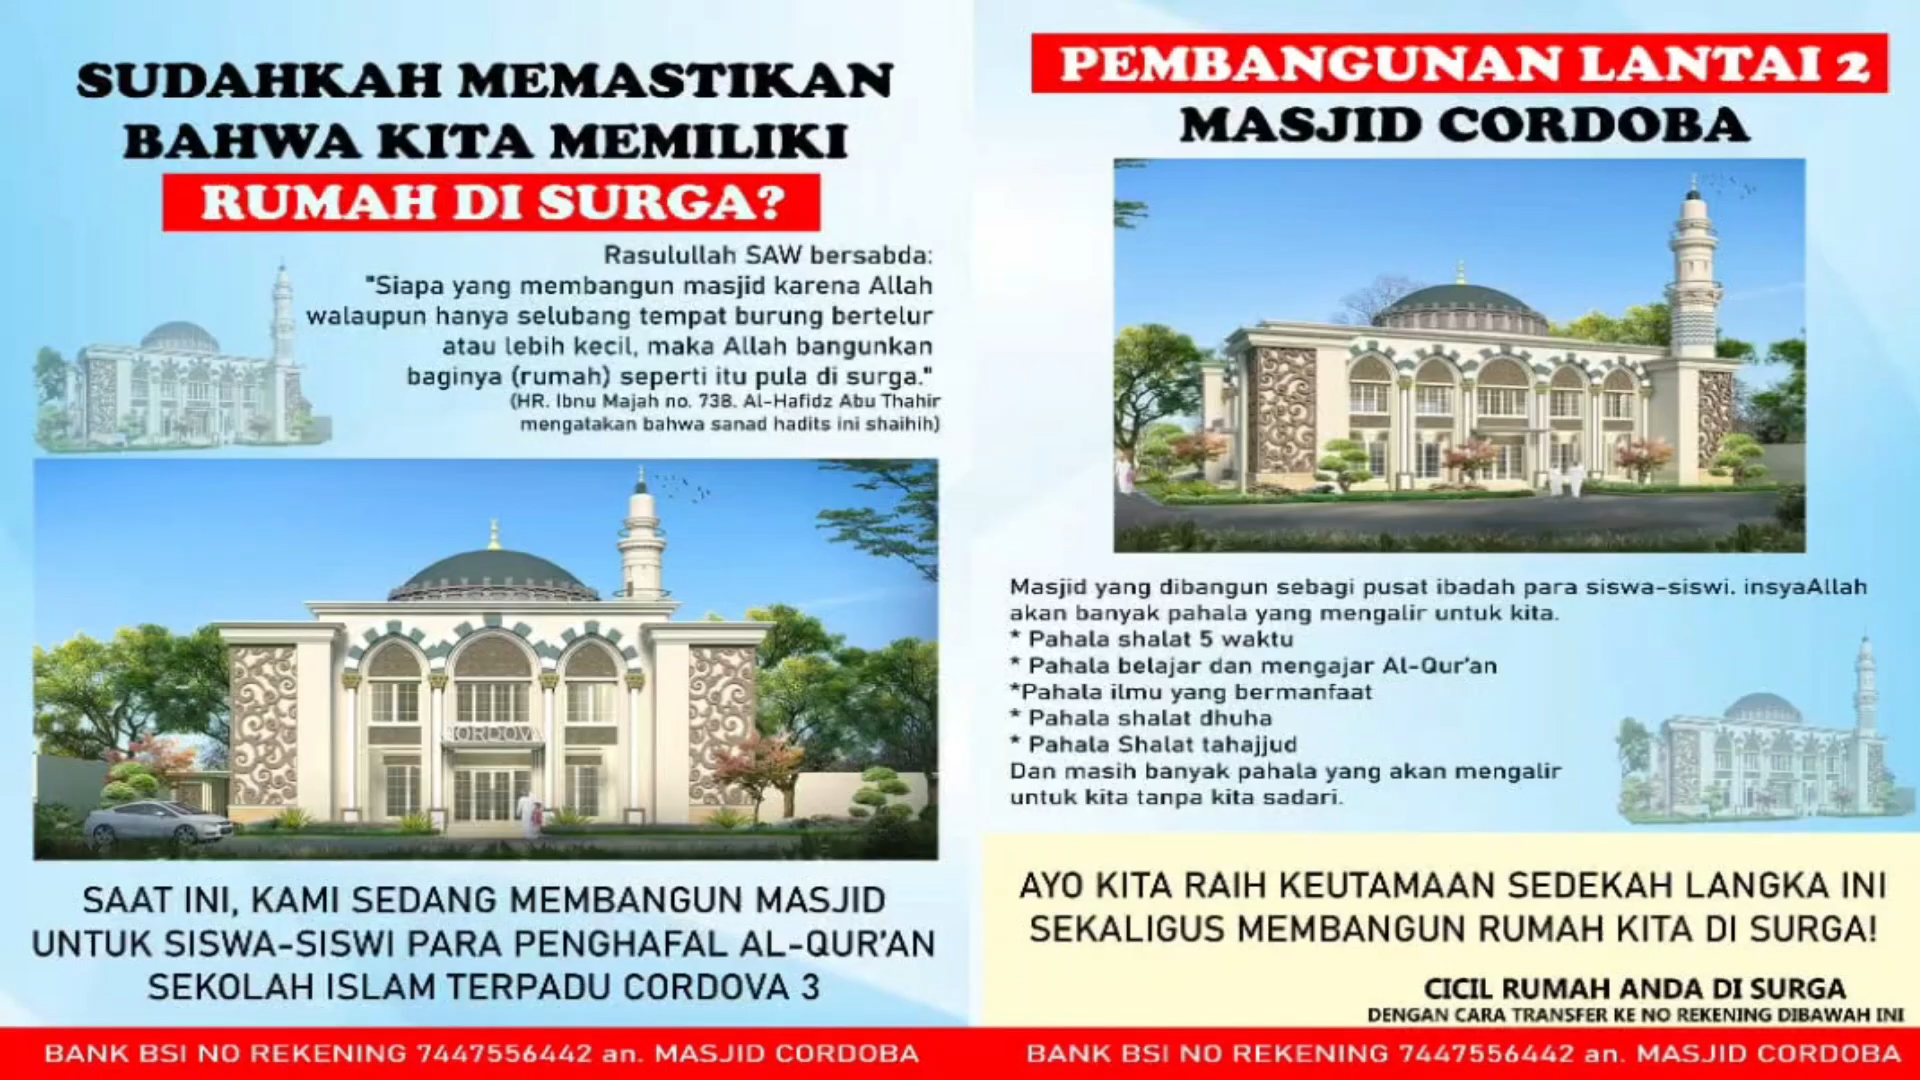 SUDAHKAH MEMASTIKAN
BAHWA KITA MEMILIKI
RUMAH DI SURGA?
Rasulullah SAW bersabda:
"Siapa yang membangun masjid karena Allah
walaupun hanya selubang tempat burung bertelur
atau lebih kecil, maka Allah bangunkan
baginya (rumah) seperti itu pula di surga."
(HR. Ibnu Majah no. 738. Al-Hafidz Abu Thahir
mengatakan bahwa sanad hadits ini shaihih)
CORDOVA
SAAT INI, KAMI SEDANG MEMBANGUN MASJID
UNTUK SISWA-SISWI PARA PENGHAFAL AL-QUR'AN
SEKOLAH ISLAM TERPADU CORDOVA 3
BANK BSI NO REKENING 7447556442 an. MASJID CORDOBA
PEMBANGUNAN LANTAI 2
MASJID CORDOBA
Masjid yang dibangun sebagi pusat ibadah para siswa-siswi. insyaAllah
akan banyak pahala yang mengalir untuk kita.
* Pahala shalat 5 waktu
* Pahala belajar dan mengajar Al-Qur'an
*Pahala ilmu yang bermanfaat
* Pahala shalat dhuha
* Pahala Shalat tahajjud
Dan masih banyak pahala yang akan mengalir
untuk kita tanpa kita sadari.
AYO KITA RAIH KEUTAMAAN SEDEKAH LANGKA INI
SEKALIGUS MEMBANGUN RUMAH KITA DI SURGA!
CICIL RUMAH ANDA DI SURGA
DENGAN CARA TRANSFER KE NO REKENING DIBAWAH INI
BANK BSI NO REKENING 7447556442 an. MASJID CORDOBA